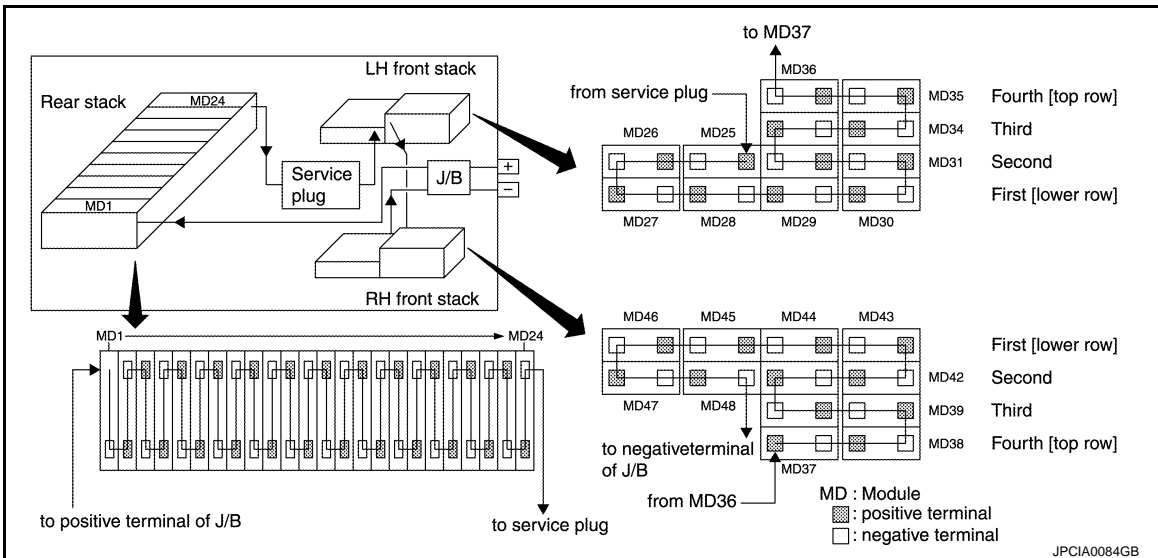 to MD37
LH front stack
MD36
Rear stack
MD24
from service plug
MD35 Fourth [top row]
MD26 MD25
MD34 Third
MD31 Second
Service
plug
J/B
+
−
MD1
First [lower row]
MD27 MD28 MD29 MD30
RH front stack
MD46 MD45 MD44 MD43
MD1 MD24
First [lower row]
MD42 Second
MD47 MD48
MD39 Third
MD38 Fourth [top row]
to negativeterminal
of J/B
MD37
from MD36
to positive terminal of J/B
to service plug
MD : Module
: positive terminal
: negative terminal
JPCIA0084GB